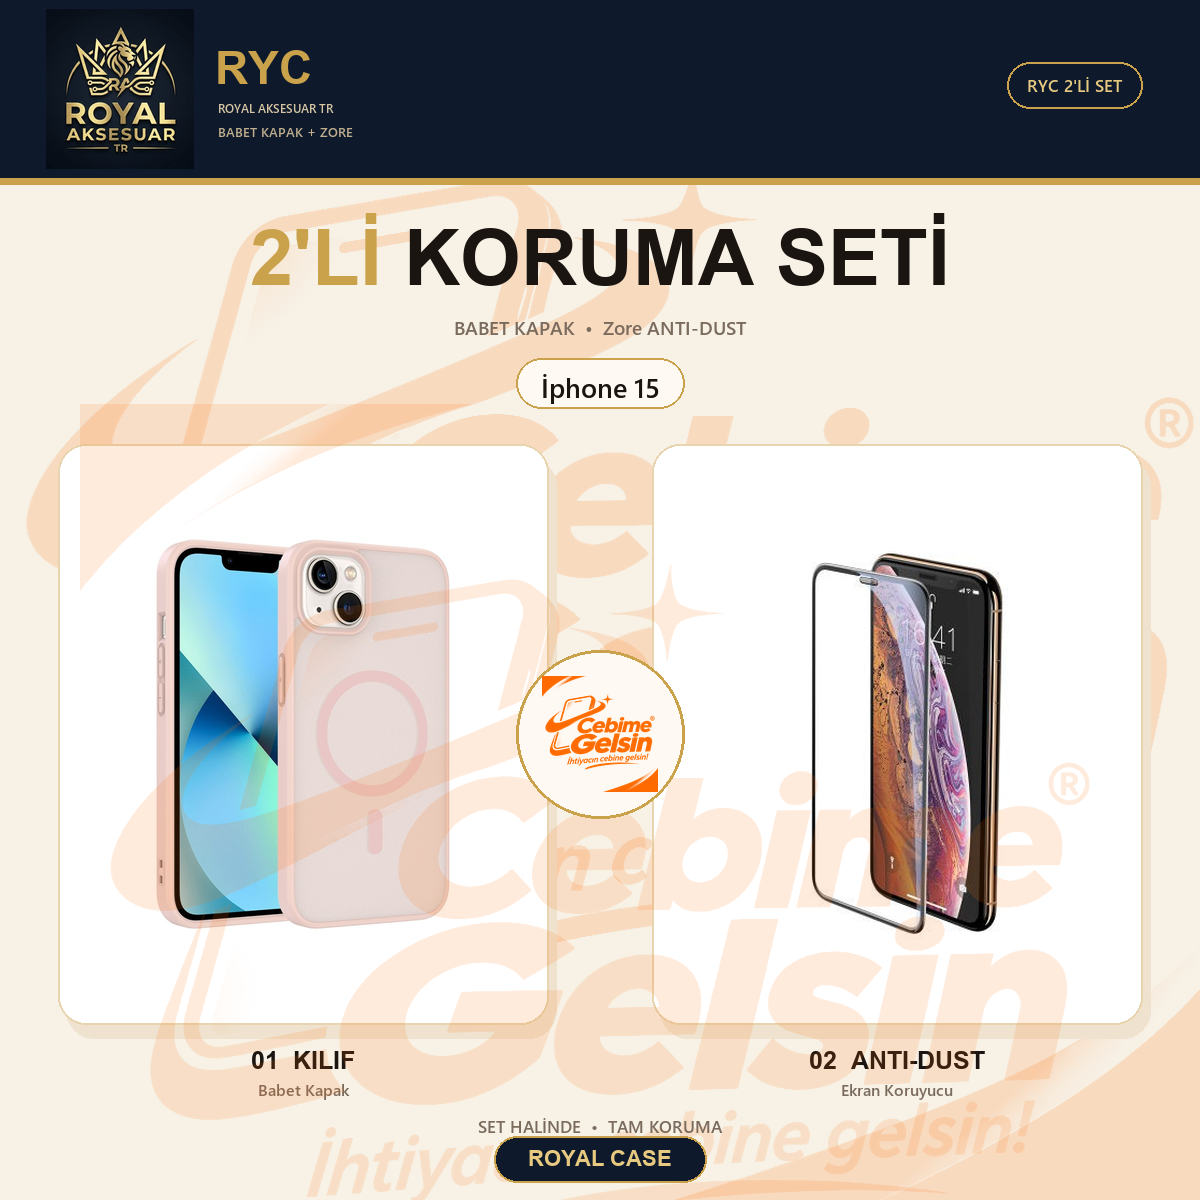 ROYAL
AKSESUAR
TR
RYC
ROYAL AKSESUAR TR
BABET KAPAK + ZORE
RYC 2'Lİ SET
2'Lİ KORUMA SETİ
BABET KAPAK • Zore ANTI-DUST
İphone 15
Cebime
Gelsin
İhtiyacın cebine gelsin!
Cebime®
Gelsin
01 KILIF
Babet Kapak
02 ANTI-DUST
Ekran Koruyucu
SET HALİNDE • TAM KORUMA
ROYAL CASE